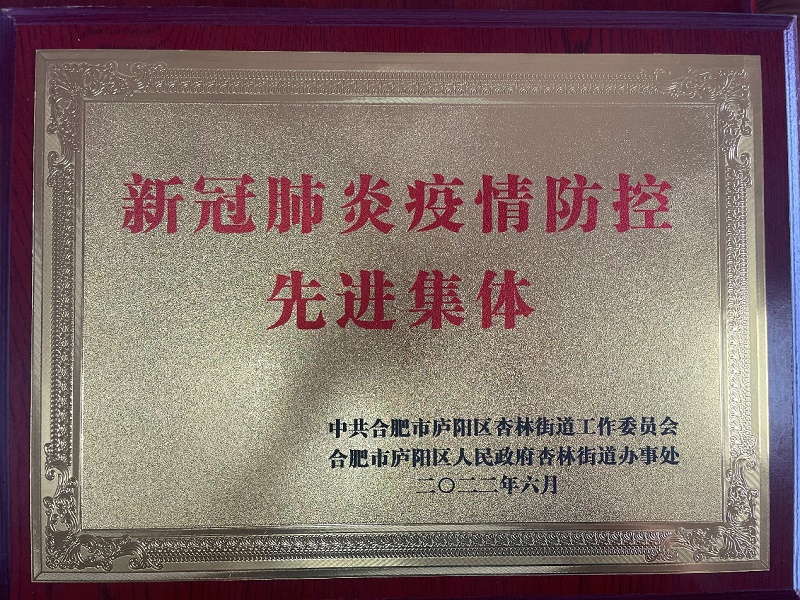 新冠肺炎疫情防控
先进集体
中共合肥市庐阳区杏林街道工作委员会
合肥市庐阳区人民政府杏林街道办事处
二〇二二年六月